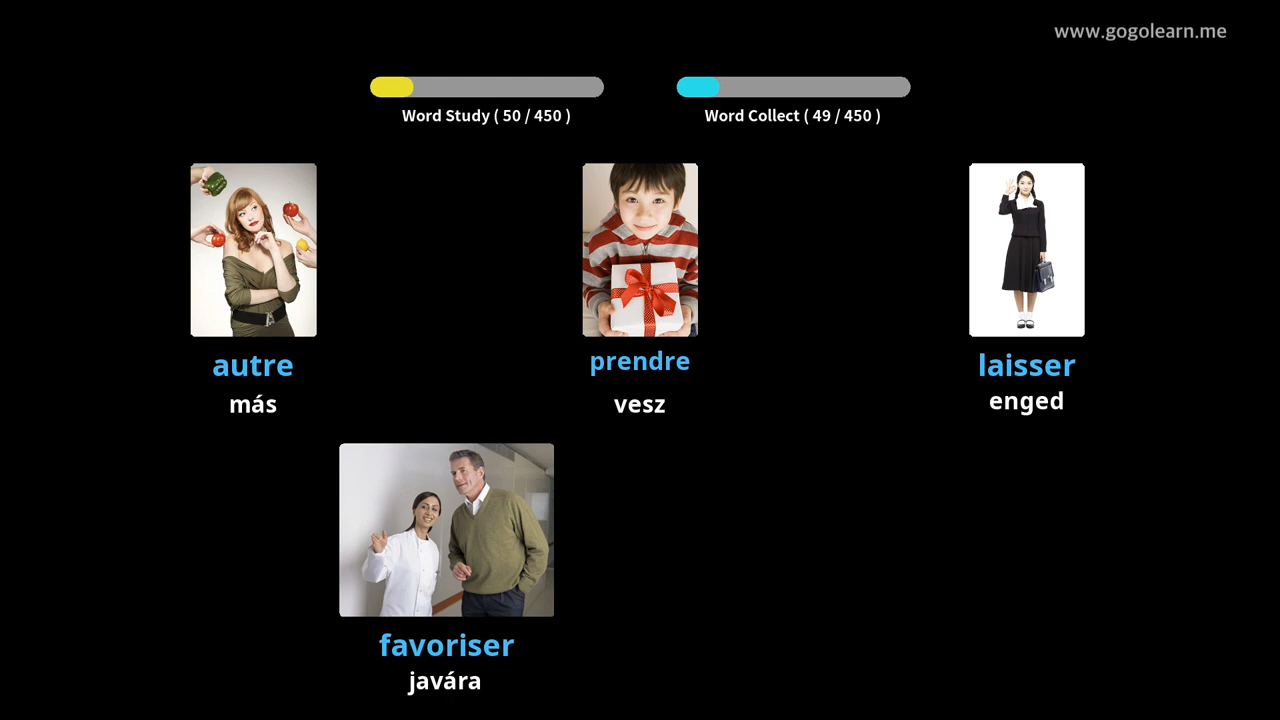 www.gogolearn.me
Word Study ( 50 / 450 )
Word Collect ( 49 / 450 )
autre
más
prendre
vesz
laisser
enged
favoriser
javára